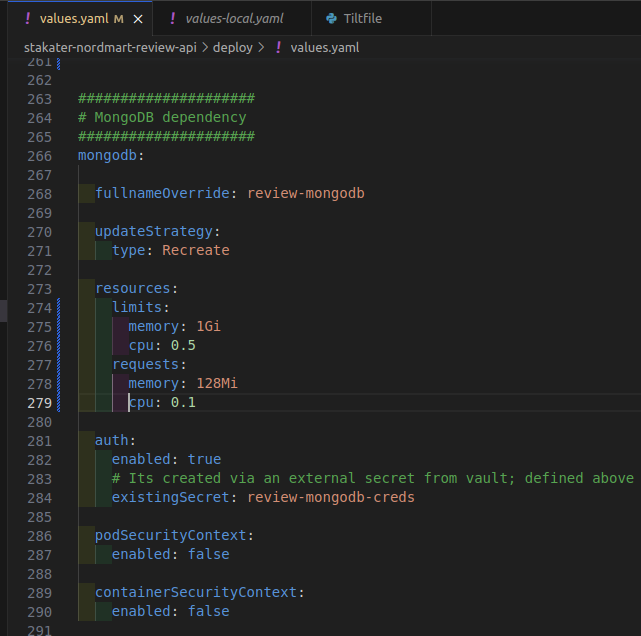 values.yaml M
values-local.yaml
Tiltfile
stakater-nordmart-review-api > deploy > ! values.yaml
261
262
263 #####################
264 # MongoDB dependency
265 #####################
266 mongodb:
267
268 fullnameOverride: review-mongodb
269
270 updateStrategy:
271 type: Recreate
272
273 resources:
274 limits:
275 memory: 1Gi
276 cpu: 0.5
277 requests:
278 memory: 128Mi
279 cpu: 0.1
280
281 auth:
282 enabled: true
283 # Its created via an external secret from vault; defined above
284 existingSecret: review-mongodb-creds
285
286 podSecurityContext:
287 enabled: false
288
289 containerSecurityContext:
290 enabled: false
291